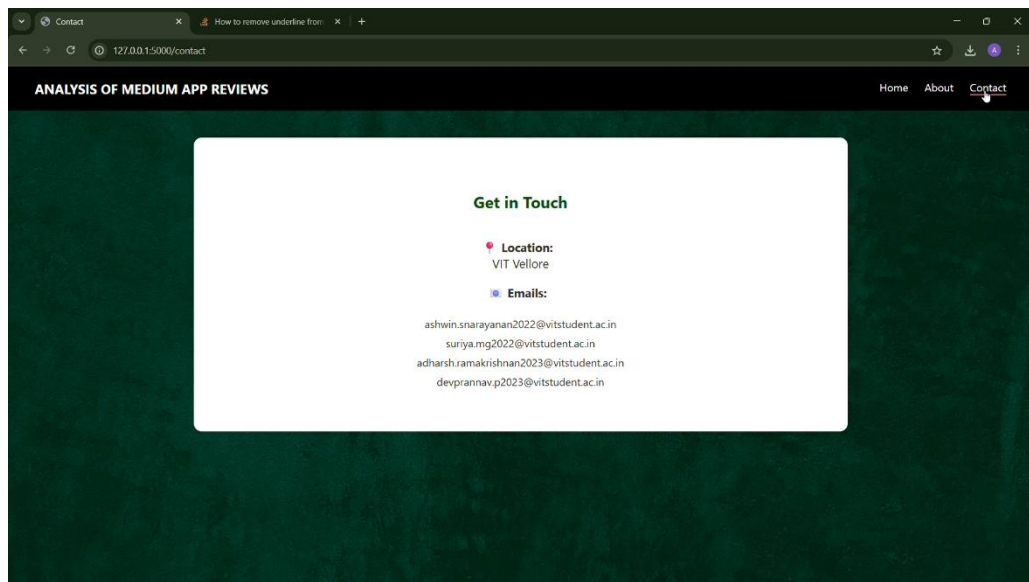 Contact
How to remove underline from
127.0.0.1:5000/contact
A
ANALYSIS OF MEDIUM APP REVIEWS
Home About Contact
Get in Touch
Location:
VIT Vellore
Emails:
ashwin.snarayanan2022@vitstudent.ac.in
suriya.mg2022@vitstudent.ac.in
adharsh.ramakrishnan2023@vitstudent.ac.in
devprannav.p2023@vitstudent.ac.in